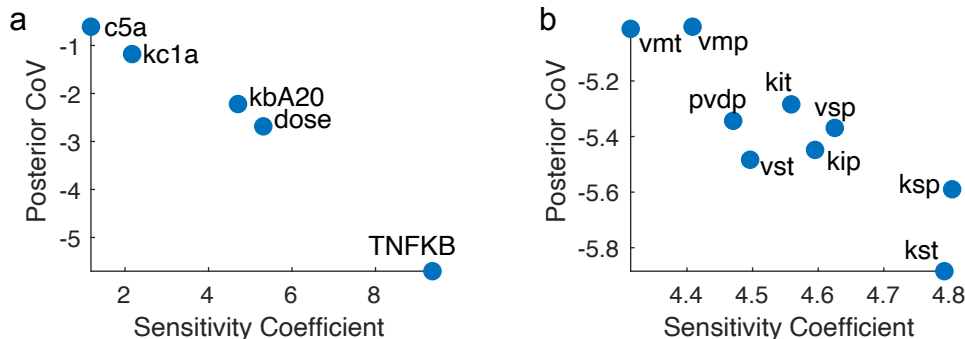 a
Posterior CoV
-1
-2
-3
-4
-5
c5a
kc1a
kbA20
dose
TNFKB
2
4
6
8
Sensitivity Coefficient
b
Posterior CoV
-5.2
-5.4
-5.6
-5.8
vmt
vmp
kit
pvdp
vsp
vst
kip
ksp
kst
4.4
4.5
4.6
4.7
4.8
Sensitivity Coefficient